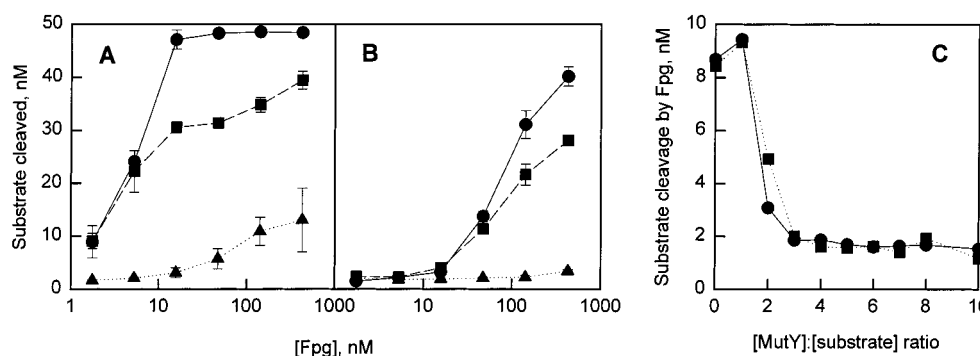 A
B
C
Substrate cleaved, nM
50
40
30
20
10
0
1 10 100 1000
10 100 1000
[Fpg], nM
Substrate cleavage by Fpg, nM
10
8
6
4
2
0
0 2 4 6 8 10
[MutY]:[substrate] ratio